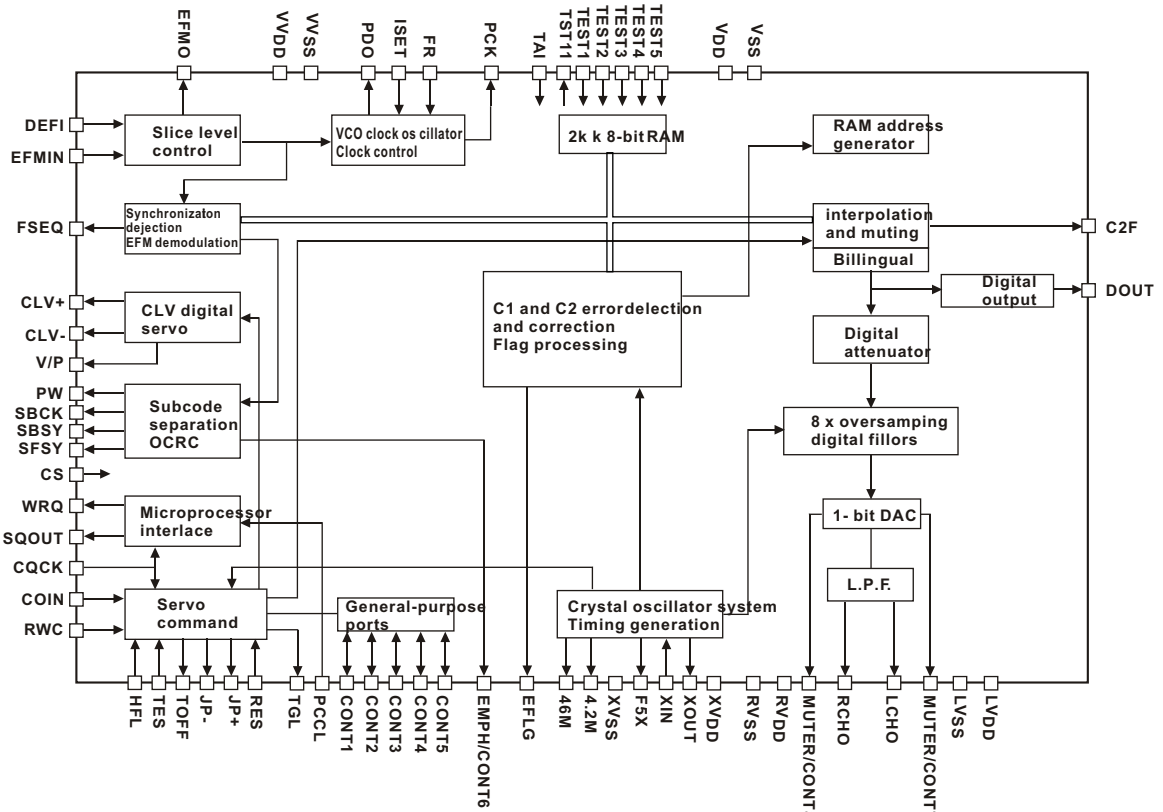 EFMO
VVDD
VVSS
PDO
ISET
FR
PCK
TAI
TST11
TEST1
TEST2
TEST3
TEST4
TEST5
VDD
VSS
DEFI
EFMIN
FSEQ
CLV+
CLV-
V/P
PW
SBCK
SBSY
SFSY
CS
WRQ
SQOUT
CQCK
COIN
RWC
Slice level
control
VCO clock os cillator
Clock control
2k k 8-bit RAM
RAM address
generator
Synchronizaton
dejection
EFM demodulation
interpolation
and muting
Billingual
C2F
CLV digital
servo
C1 and C2 errordelection
and correction
Flag processing
Digital
output
DOUT
Digital
attenuator
Subcode
separation
OCRC
8 x oversamping
digital fillors
Microprocessor
interlace
1- bit DAC
L.P.F.
Servo
command
General-purpose
ports
Crystal oscillator system
Timing generation
HFL
TES
TOFF
JP-
JP+
RES
TGL
PCCL
CONT1
CONT2
CONT3
CONT4
CONT5
EMPH/CONT6
EFLG
46M
4.2M
XVSS
F5X
XIN
XOUT
XVDD
RVSS
RVDD
MUTER/CONT
RCHO
LCHO
MUTER/CONT
LVSS
LVDD